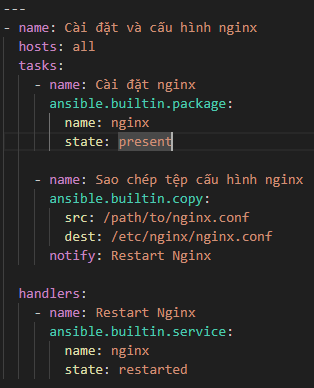 ---
- name: Cài đặt và cấu hình nginx
  hosts: all
  tasks:
    - name: Cài đặt nginx
      ansible.builtin.package:
        name: nginx
        state: present

    - name: Sao chép tệp cấu hình nginx
      ansible.builtin.copy:
        src: /path/to/nginx.conf
        dest: /etc/nginx/nginx.conf
      notify: Restart Nginx

  handlers:
    - name: Restart Nginx
      ansible.builtin.service:
        name: nginx
        state: restarted